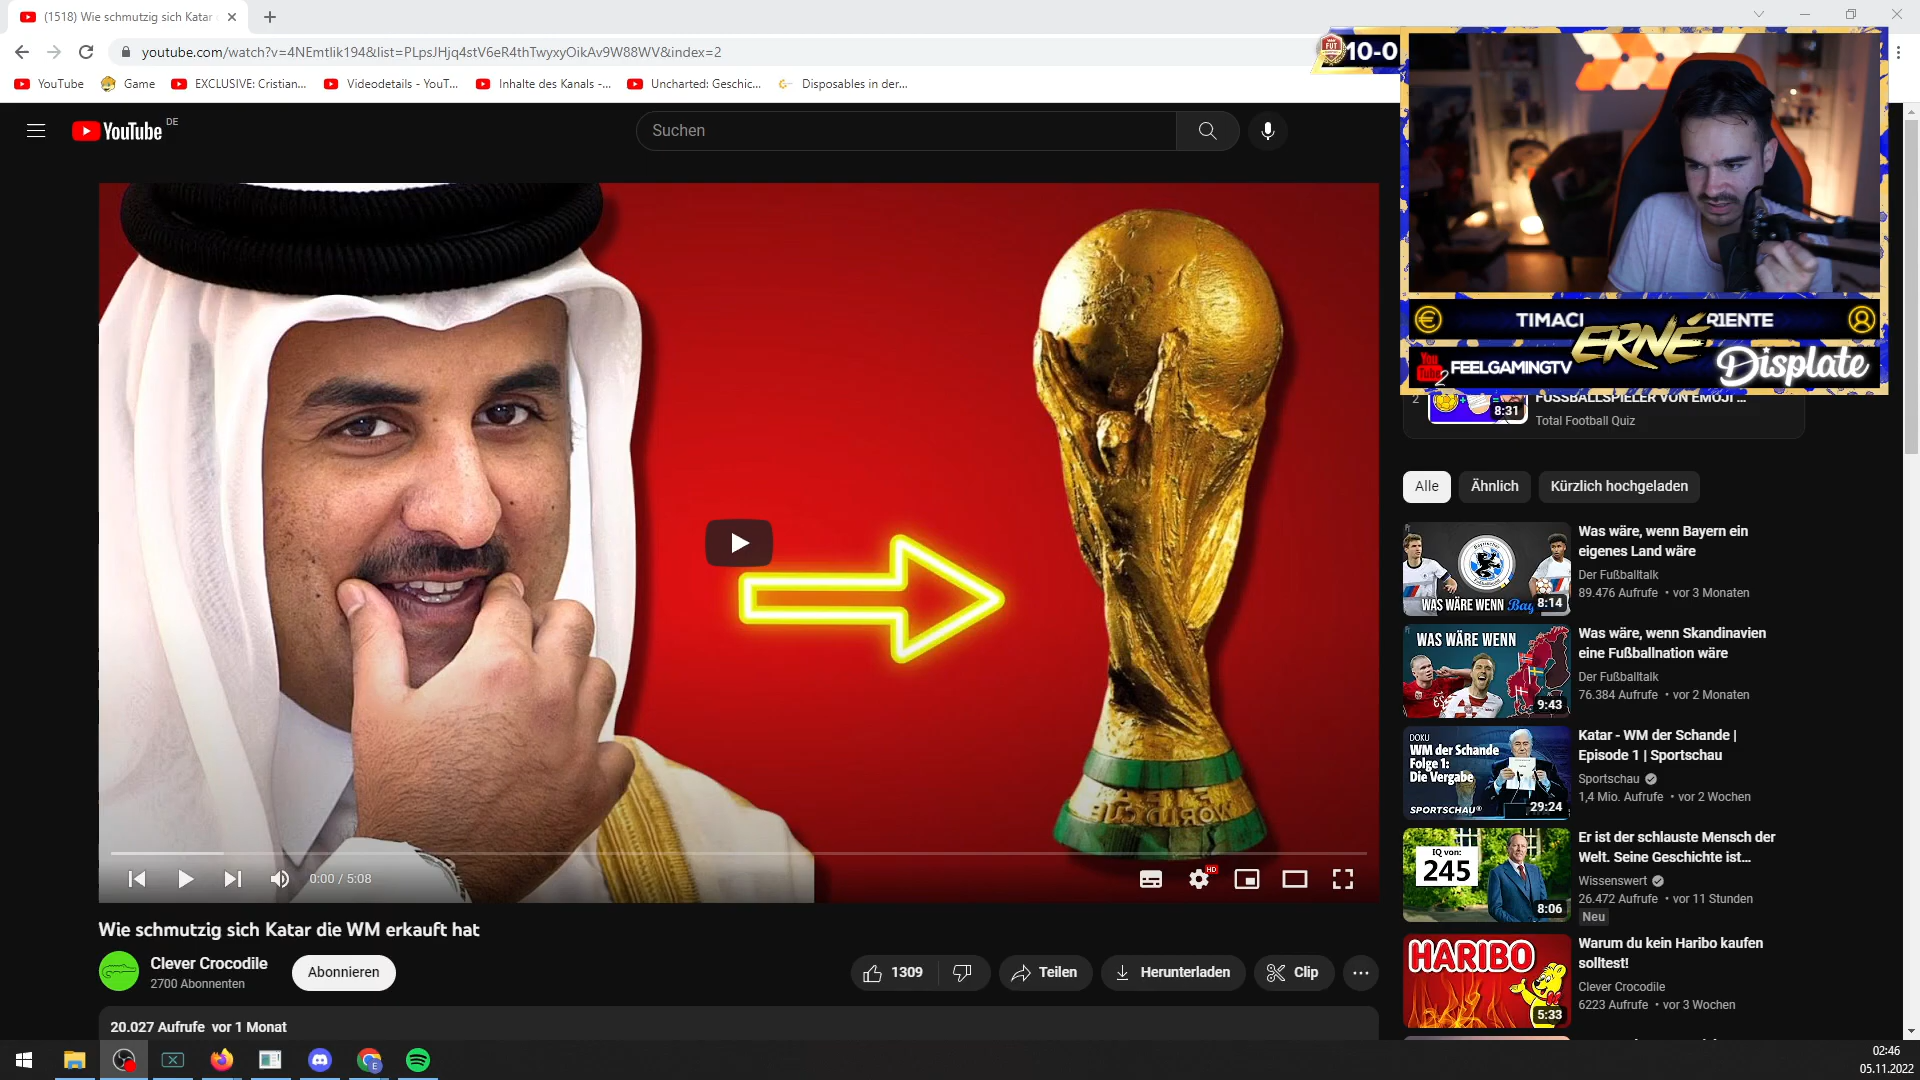 (1518) Wie schmutzig sich Katar
youtube.com/watch?v=4NEmtIik194&list=PLpsJHjq4stV6eR4thTwyxyOikAv9W88WV&index=2
YouTube
Game
EXCLUSIVE: Cristian...
Videodetails - YouT...
Inhalte des Kanals -...
Uncharted: Geschic...
Disposables in der...
FUT
10-0
YouTube DE
Suchen
TIMACI
RIENTE
ERNÉ
You
Tube
2
FEELGAMINGTV
Displate
2
8:31
FUSSBALLSPIELER VON EMOJI ...
Total Football Quiz
Alle
Ähnlich
Kürzlich hochgeladen
WAS WÄRE WENN Bay
8:14
Was wäre, wenn Bayern ein
eigenes Land wäre
Der Fußballtalk
89.476 Aufrufe • vor 3 Monaten
WAS WÄRE WENN
9:43
Was wäre, wenn Skandinavien
eine Fußballnation wäre
Der Fußballtalk
76.384 Aufrufe • vor 2 Monaten
DOKU
WM der Schande
Folge 1:
Die Vergabe
SPORTSCHAU
29:24
Katar - WM der Schande |
Episode 1 | Sportschau
Sportschau
1,4 Mio. Aufrufe • vor 2 Wochen
IQ von:
245
8:06
Er ist der schlauste Mensch der
Welt. Seine Geschichte ist...
Wissenswert
26.472 Aufrufe • vor 11 Stunden
Neu
HARIBO
5:33
Warum du kein Haribo kaufen
solltest!
Clever Crocodile
6223 Aufrufe • vor 3 Wochen
0:00 / 5:08
HD
Wie schmutzig sich Katar die WM erkauft hat
Clever Crocodile
2700 Abonnenten
Abonnieren
1309
Teilen
Herunterladen
Clip
20.027 Aufrufe vor 1 Monat
02:46
05.11.2022